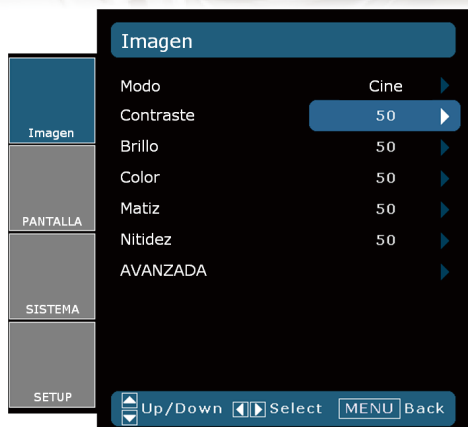 Imagen
Imagen
PANTALLA
SISTEMA
SETUP
Modo Cine
Contraste 50
Brillo 50
Color 50
Matiz 50
Nitidez 50
AVANZADA
Up/Down Select MENU Back